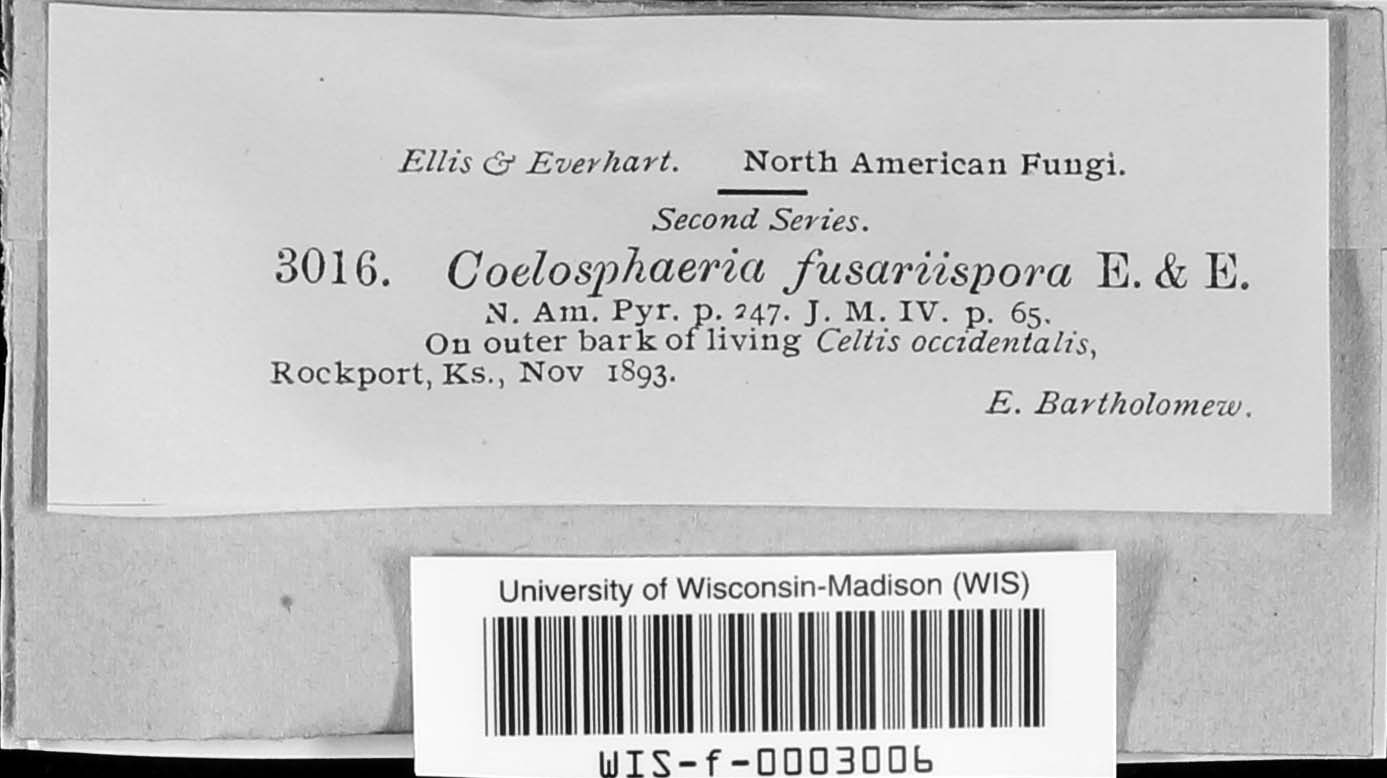 Ellis & Everhart. North American Fungi.
Second Series.
3016. Coelosphaeria fusariispora E. & E.
N. Am. Pyr. p. 247. J. M. IV. p. 65.
On outer bark of living Celtis occidentalis,
Rockport, Ks., Nov 1893.
E. Bartholomew.
University of Wisconsin-Madison (WIS)
WIS-f-0003006